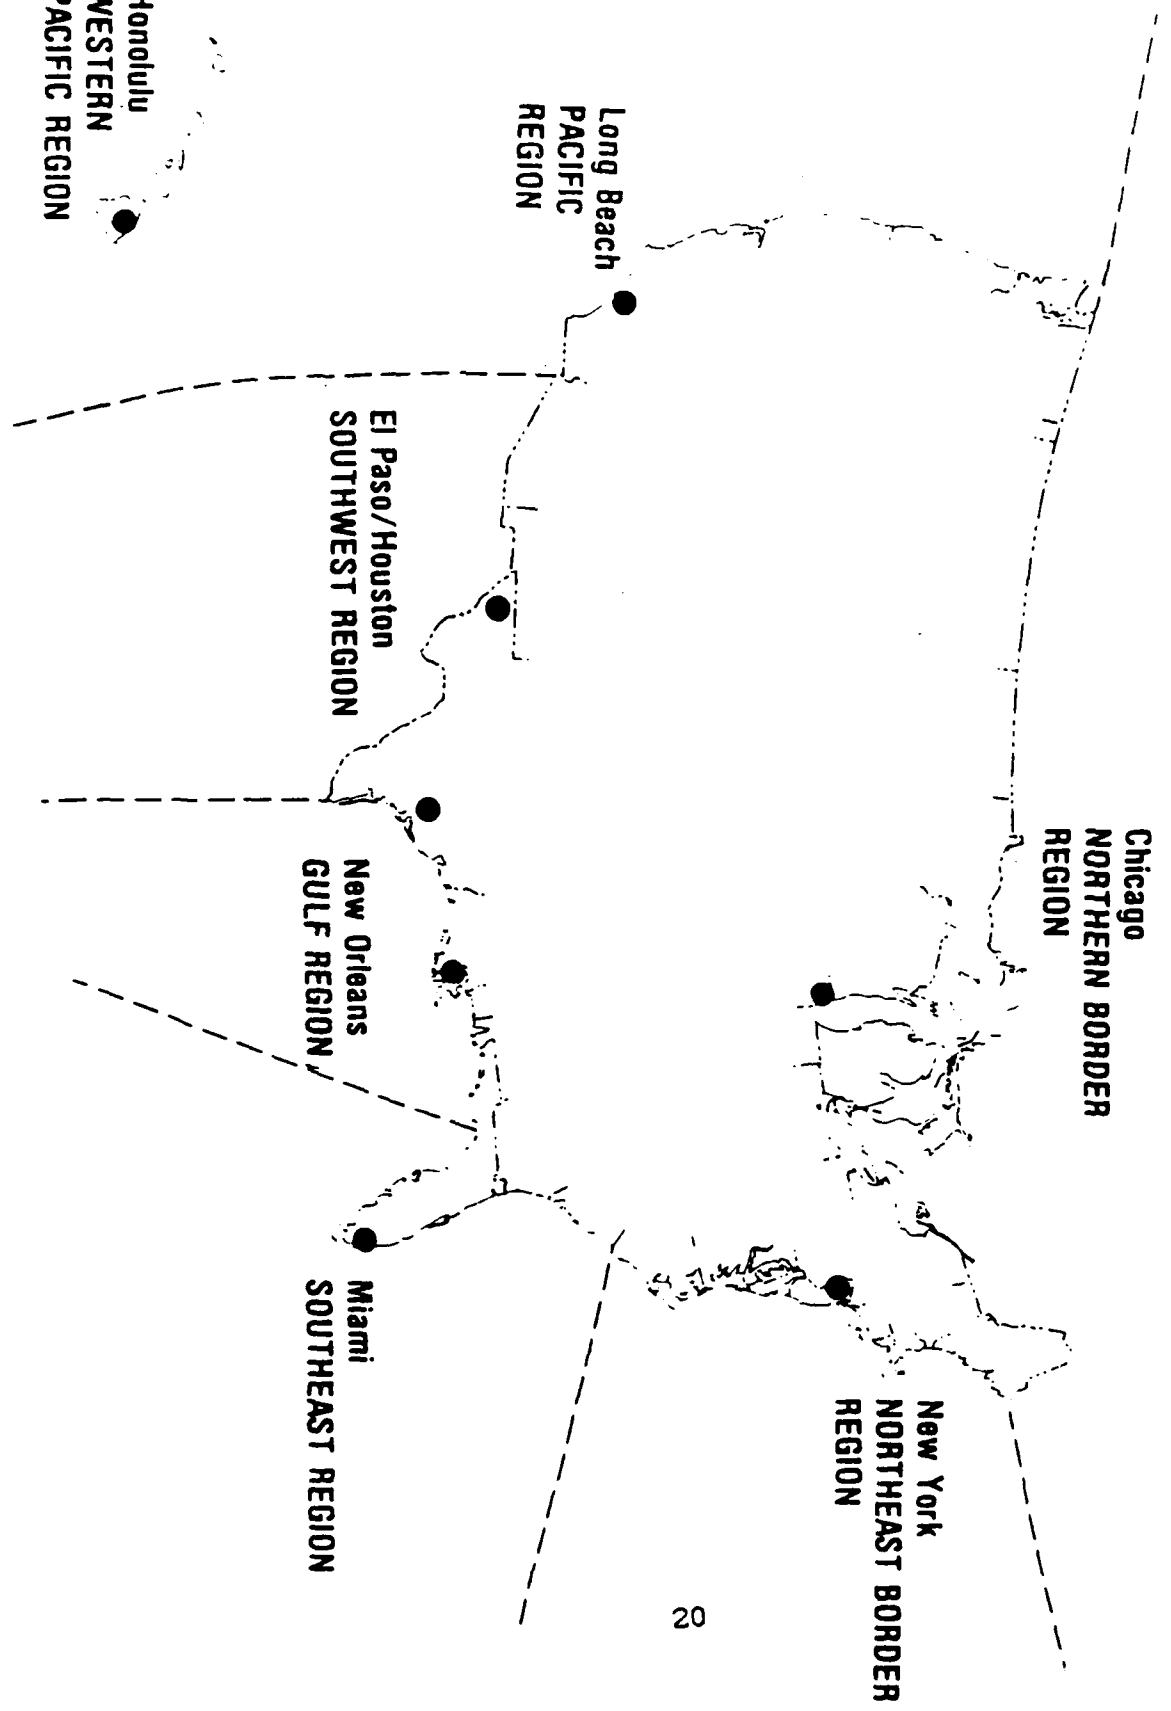 Chicago
NORTHERN BORDER
REGION
New York
NORTHEAST BORDER
REGION
Long Beach
PACIFIC
REGION
El Paso/Houston
SOUTHWEST REGION
New Orleans
GULF REGION
Miami
SOUTHEAST REGION
Honolulu
WESTERN
PACIFIC REGION
20